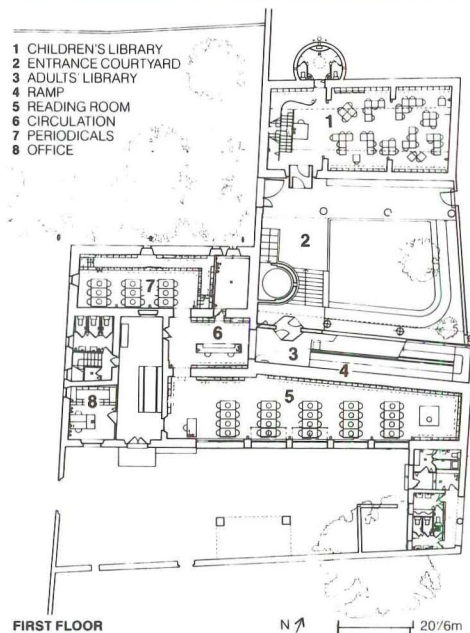 1 CHILDREN'S LIBRARY
2 ENTRANCE COURTYARD
3 ADULTS' LIBRARY
4 RAMP
5 READING ROOM
6 CIRCULATION
7 PERIODICALS
8 OFFICE
1
2
7
6
3
4
5
8
FIRST FLOOR
N
20'/6m